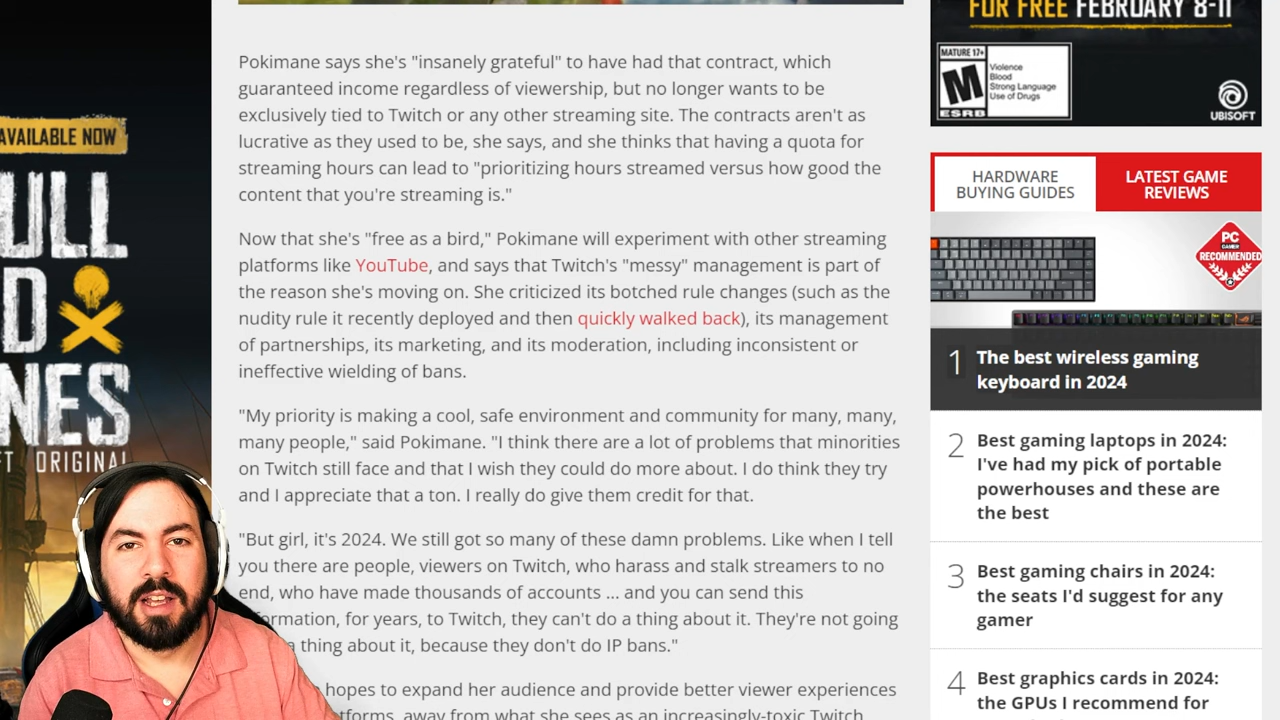 Pokimane says she's "insanely grateful" to have had that contract, which
guaranteed income regardless of viewership, but no longer wants to be
exclusively tied to Twitch or any other streaming site. The contracts aren't as
lucrative as they used to be, she says, and she thinks that having a quota for
streaming hours can lead to "prioritizing hours streamed versus how good the
content that you're streaming is."
Now that she's "free as a bird," Pokimane will experiment with other streaming
platforms like YouTube, and says that Twitch's "messy" management is part of
the reason she's moving on. She criticized its botched rule changes (such as the
nudity rule it recently deployed and then quickly walked back), its management
of partnerships, its marketing, and its moderation, including inconsistent or
ineffective wielding of bans.
"My priority is making a cool, safe environment and community for many, many,
many people," said Pokimane. "I think there are a lot of problems that minorities
on Twitch still face and that I wish they could do more about. I do think they try
and I appreciate that a ton. I really do give them credit for that.
"But girl, it's 2024. We still got so many of these damn problems. Like when I tell
you there are people, viewers on Twitch, who harass and stalk streamers to no
end, who have made thousands of accounts ... and you can send this
formation, for years, to Twitch, they can't do a thing about it. They're not going
a thing about it, because they don't do IP bans."
hopes to expand her audience and provide better viewer experiences
tforms, away from what she sees as an increasingly-toxic Twitch
AVAILABLE NOW
ULL
D
NES
FT ORIGINAL
FOR FREE FEBRUARY 8-11
MATURE 17+
M
ESRB
Violence
Blood
Strong Language
Use of Drugs
UBISOFT
HARDWARE
BUYING GUIDES
LATEST GAME
REVIEWS
PC
GAMER
RECOMMENDED
1 The best wireless gaming
keyboard in 2024
2 Best gaming laptops in 2024:
I've had my pick of portable
powerhouses and these are
the best
3 Best gaming chairs in 2024:
the seats I'd suggest for any
gamer
4 Best graphics cards in 2024:
the GPUs I recommend for